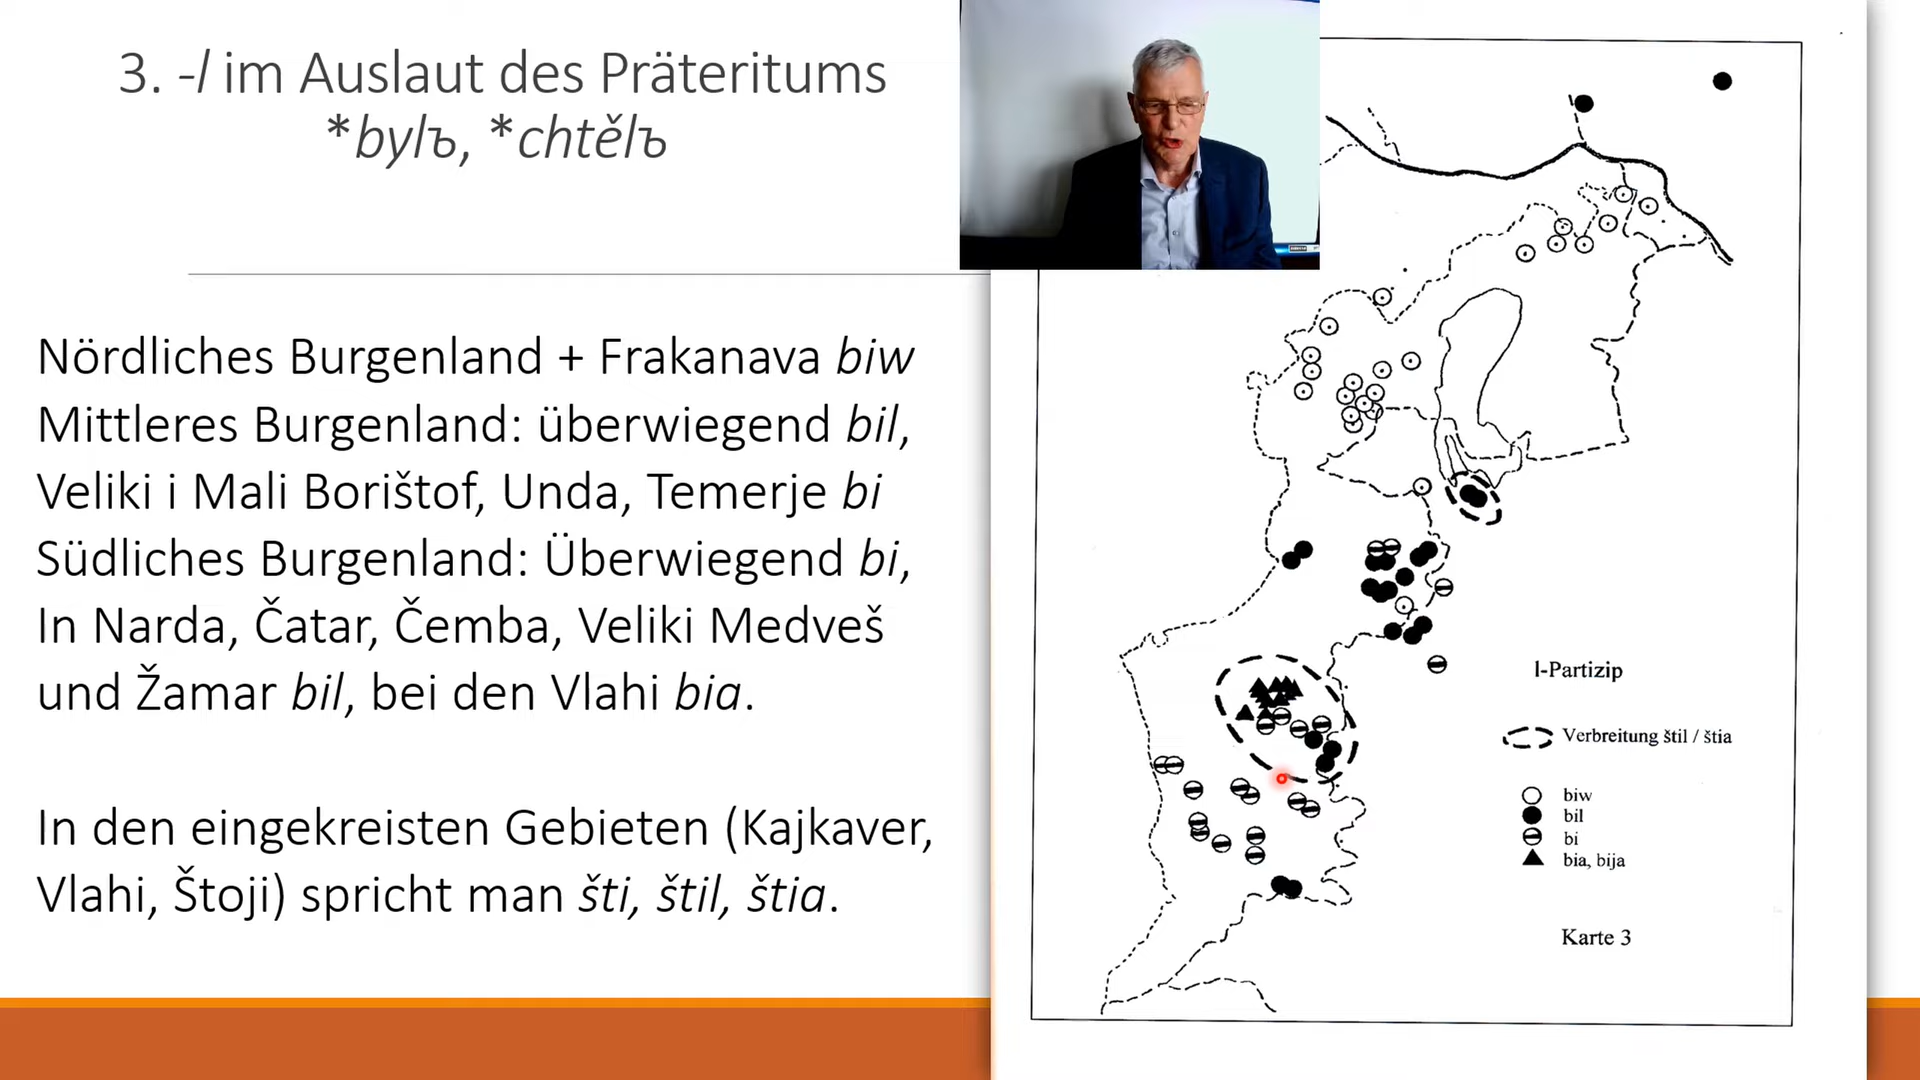 3. -l im Auslaut des Präteritums
*bylъ, *chtělъ
Nördliches Burgenland + Frakanava biw
Mittleres Burgenland: überwiegend bil,
Veliki i Mali Borištof, Unda, Temerje bi
Südliches Burgenland: Überwiegend bi,
In Narda, Čatar, Čemba, Veliki Medveš
und Žamar bil, bei den Vlahi bia.
In den eingekreisten Gebieten (Kajkaver,
Vlahi, Štoji) spricht man šti, štil, štia.
l-Partizip
Verbreitung štil / štia
biw
bil
bi
bia, bija
Karte 3